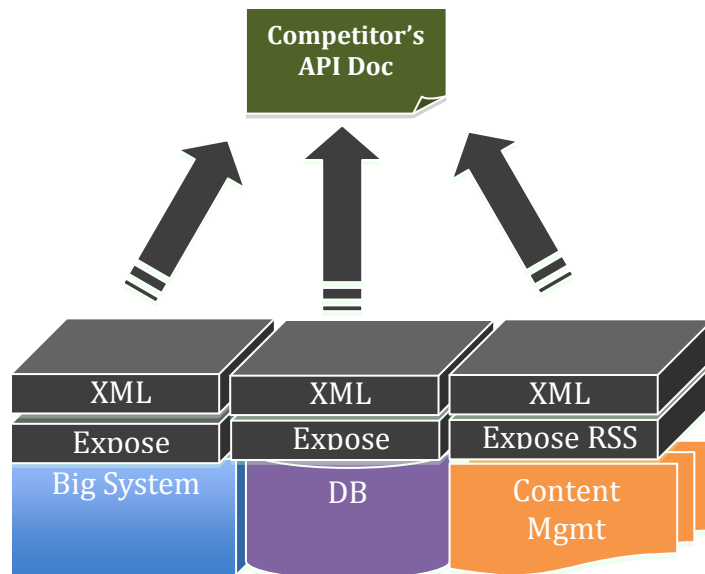 Competitor's
API Doc
XML
XML
XML
Expose
Expose
Expose RSS
Big System
DB
Content
Mgmt